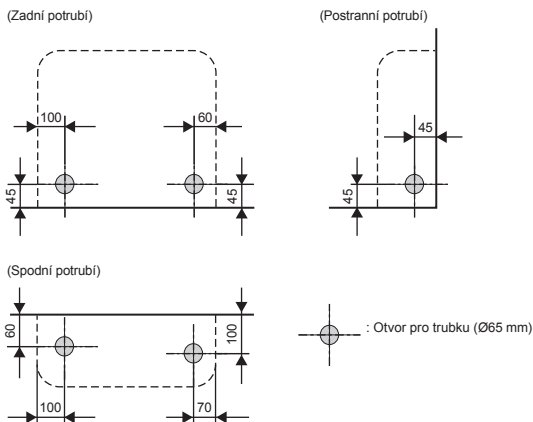 (Zadní potrubí)
(Postranní potrubí)
100
60
45
45
45
45
(Spodní potrubí)
60
100
: Otvor pro trubku (Ø65 mm)
100
70